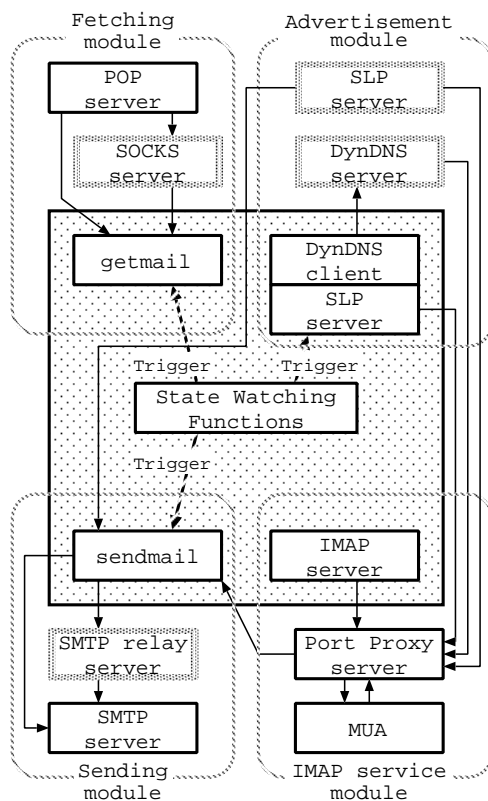 Fetching
module
Advertisement
module
POP
server
SLP
server
SOCKS
server
DynDNS
server
getmail
DynDNS
client
SLP
server
Trigger
Trigger
State Watching
Functions
Trigger
sendmail
IMAP
server
SMTP relay
server
Port Proxy
server
SMTP
server
MUA
Sending
module
IMAP service
module